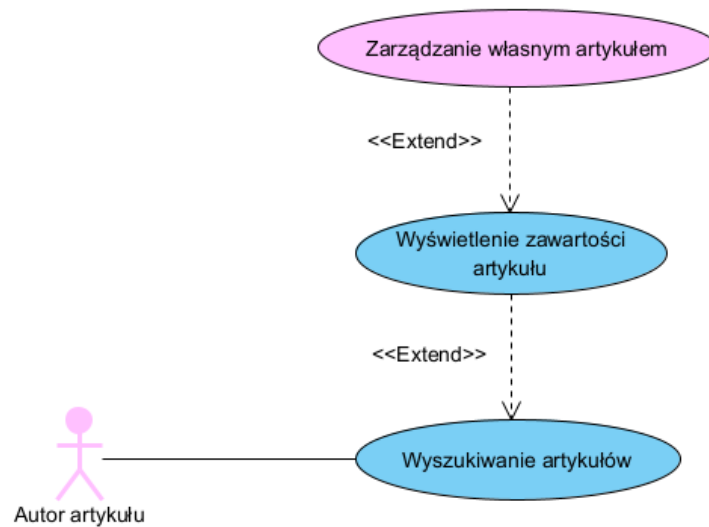 Zarządzanie własnym artykułem
<<Extend>>
Wyświetlenie zawartości
artykułu
<<Extend>>
Wyszukiwanie artykułów
Autor artykułu